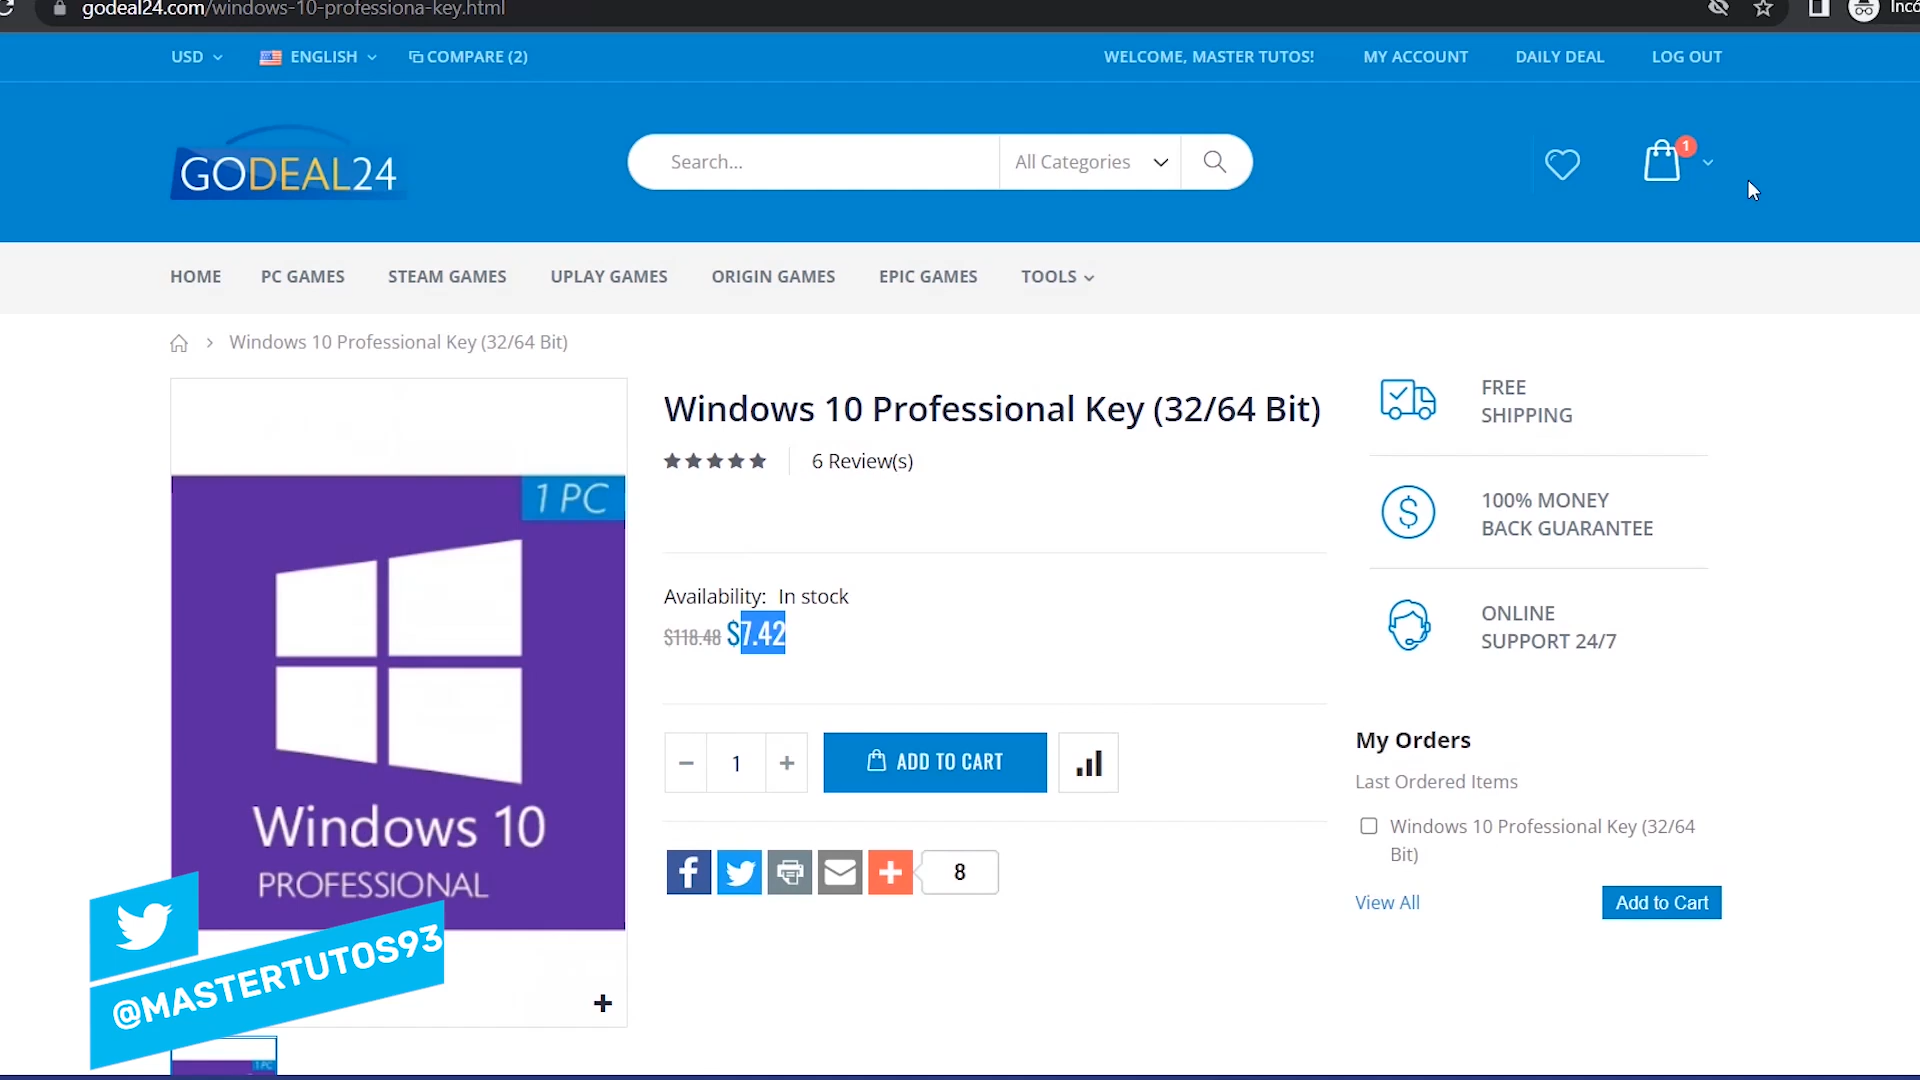 godeal24.com/windows-10-professiona-key.html
Incó
USD
ENGLISH
COMPARE (2)
WELCOME, MASTER TUTOS!
MY ACCOUNT
DAILY DEAL
LOG OUT
GODEAL24
Search...
All Categories
1
HOME
PC GAMES
STEAM GAMES
UPLAY GAMES
ORIGIN GAMES
EPIC GAMES
TOOLS
Windows 10 Professional Key (32/64 Bit)
1 PC
Windows 10
PROFESSIONAL
Windows 10 Professional Key (32/64 Bit)
6 Review(s)
Availability: In stock
$118.48 $7.42
1
ADD TO CART
8
FREE
SHIPPING
100% MONEY
BACK GUARANTEE
ONLINE
SUPPORT 24/7
My Orders
Last Ordered Items
Windows 10 Professional Key (32/64
Bit)
View All
Add to Cart
@MASTERTUTOS93
1 PC